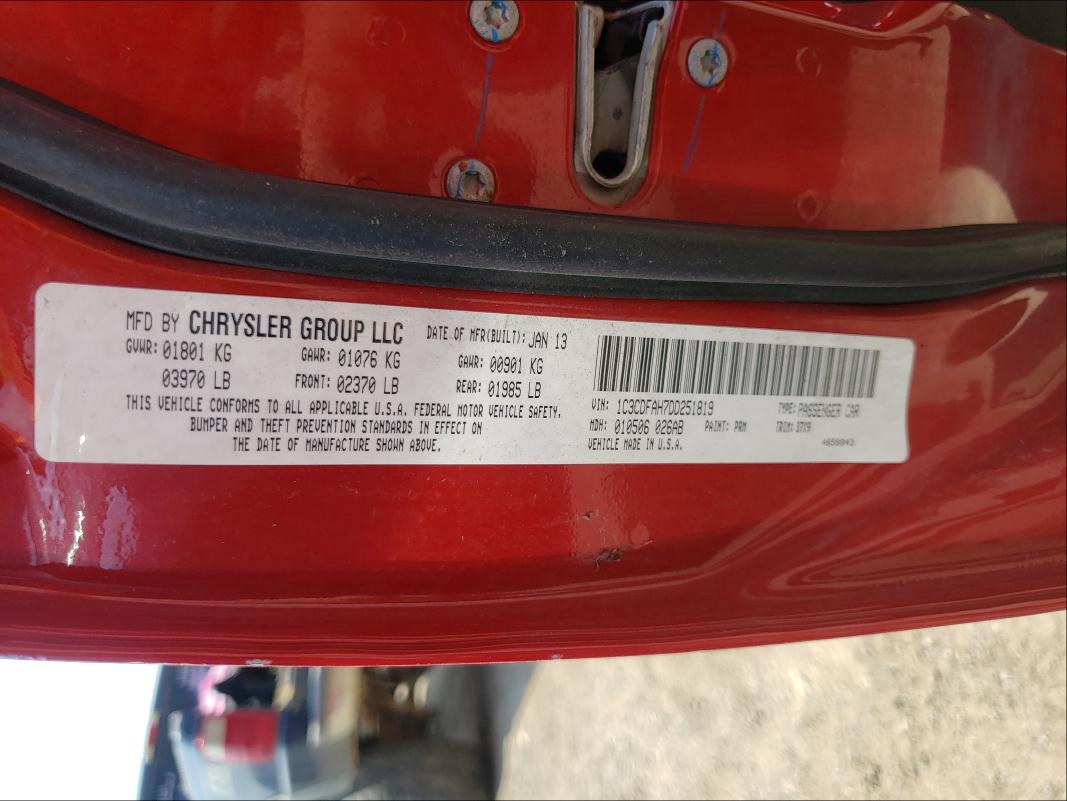 MFD BY CHRYSLER GROUP LLC DATE OF MFR(BUILT): JAN 13
GVWR: 01801 KG GAWR: 01076 KG GAWR: 00901 KG
03970 LB FRONT: 02370 LB REAR: 01985 LB
THIS VEHICLE CONFORMS TO ALL APPLICABLE U.S.A. FEDERAL MOTOR VEHICLE SAFETY,
BUMPER AND THEFT PREVENTION STANDARDS IN EFFECT ON
THE DATE OF MANUFACTURE SHOWN ABOVE.
VIN: 1C3CDFAH7DD251819 TYPE: PASSENGER CAR
MDH: 010506 026AB PAINT: PRM TRIM:
VEHICLE MADE IN U.S.A.